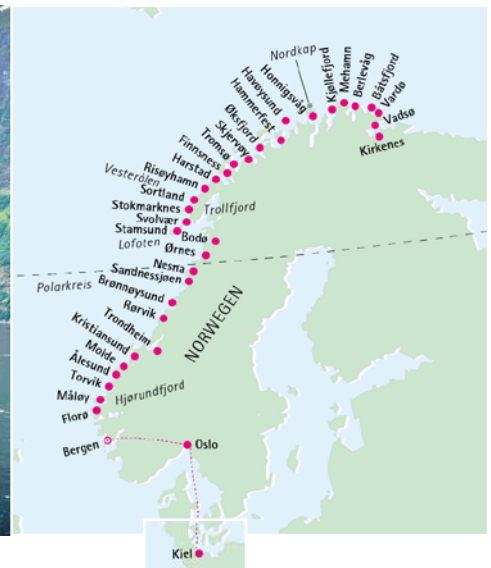 Nordkap
Kjøllefjord
Mehamn
Berlevåg
Båtsfjord
Vardø
Vadsø
Kirkenes
Honnigsvåg
Havøysund
Hammerfest
Øksfjord
Skjervøy
Tromsø
Finnsness
Harstad
Risøyhamn
Vesterålen
Sortland
Stokmarknes
Trollfjord
Svolvær
Stamsund
Lofoten
Bodø
Ørnes
Nesna
Sandnessjøen
Polarkreis
Brønnøysund
Rørvik
Trondheim
NORWEGEN
Kristiansund
Molde
Ålesund
Torvik
Hjørundfjord
Måløy
Florø
Bergen
Oslo
Kiel